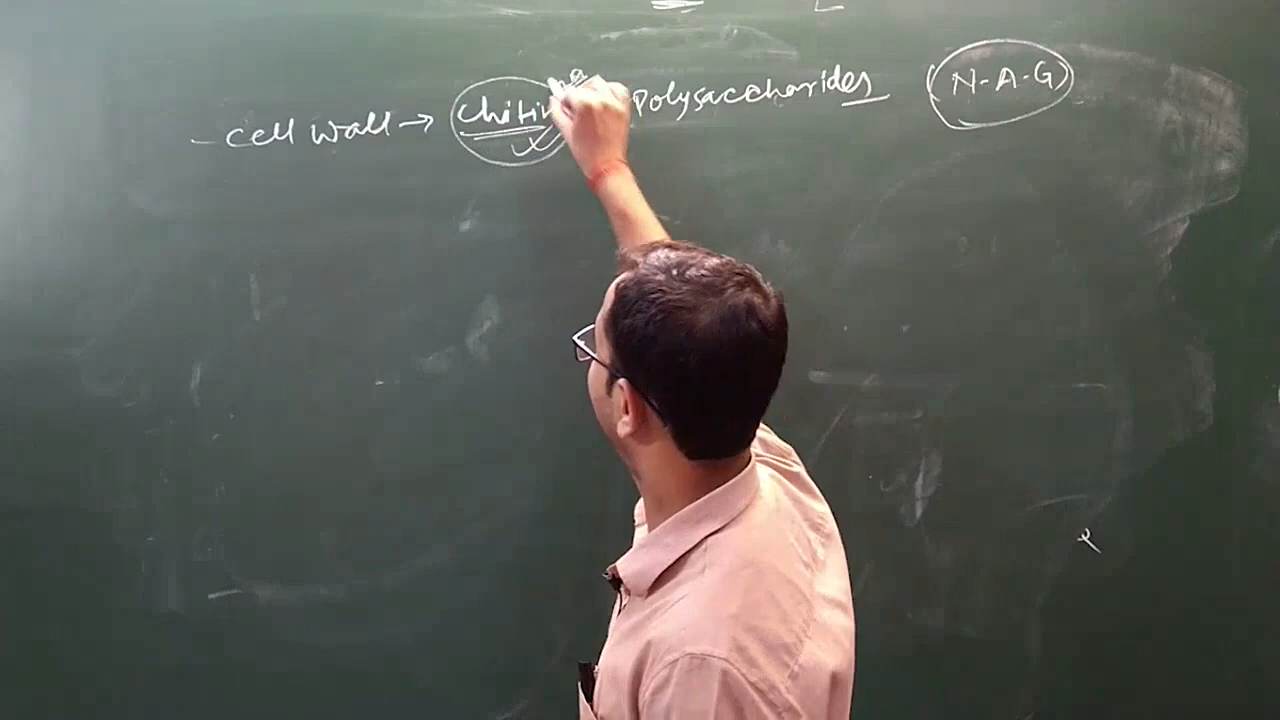 - Cell wall → chitin Polysaccharides N-A-G